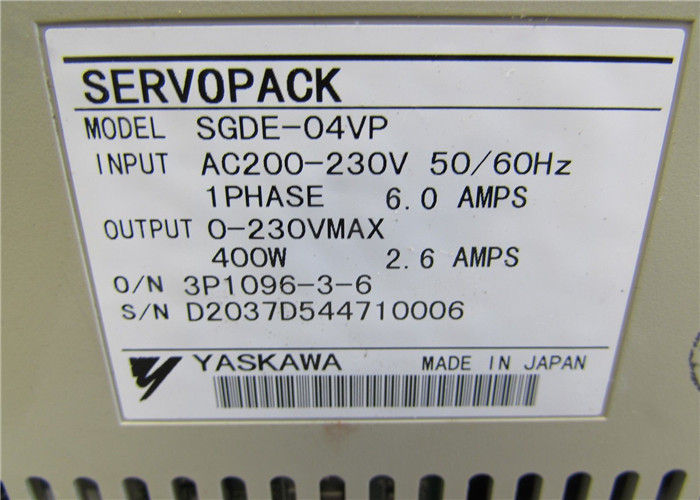 SERVOPACK
MODEL SGDE-04VP
INPUT AC200-230V 50/60Hz
1PHASE 6.0 AMPS
OUTPUT 0-230VMAX
400W 2.6 AMPS
O/N 3P1096-3-6
S/N D2037D544710006
YASKAWA MADE IN JAPAN